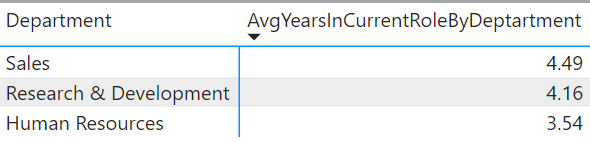 Department AvgYearsInCurrentRoleByDeptartment
Sales 4.49
Research & Development 4.16
Human Resources 3.54